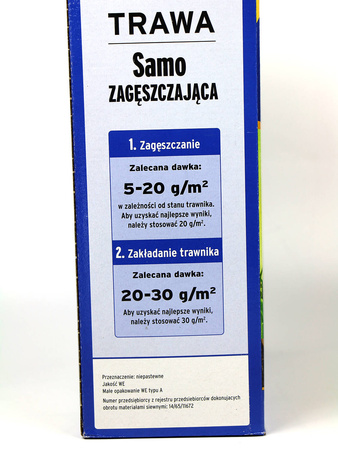 TRAWA
Samo
ZAGĘSZCZAJĄCA
1. Zagęszczanie
Zalecana dawka:
5-20 g/m²
w zależności od stanu trawnika.
Aby uzyskać najlepsze wyniki,
należy stosować 20 g/m².
2. Zakładanie trawnika
Zalecana dawka:
20-30 g/m²
Aby uzyskać najlepsze wyniki,
należy stosować 30 g/m².
Przeznaczenie: niepastewne
Jakość WE
Małe opakowanie WE typu A
Numer przedsiębiorcy z rejestru przedsiębiorców dokonujących
obrotu materiałami siewnymi: 14/65/11672